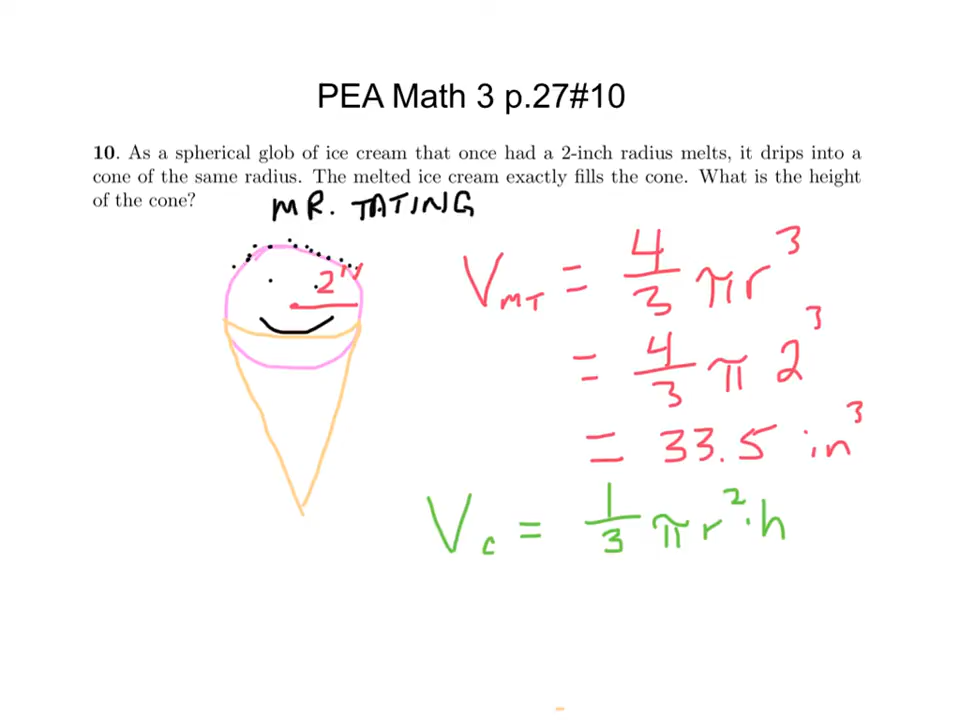 PEA Math 3 p.27#10
10. As a spherical glob of ice cream that once had a 2-inch radius melts, it drips into a
cone of the same radius. The melted ice cream exactly fills the cone. What is the height
of the cone?
MR. TATING
2"
V_MT = 4/3 πr³
= 4/3 π 2³
= 33.5 in³
V_c = 1/3 πr²·h